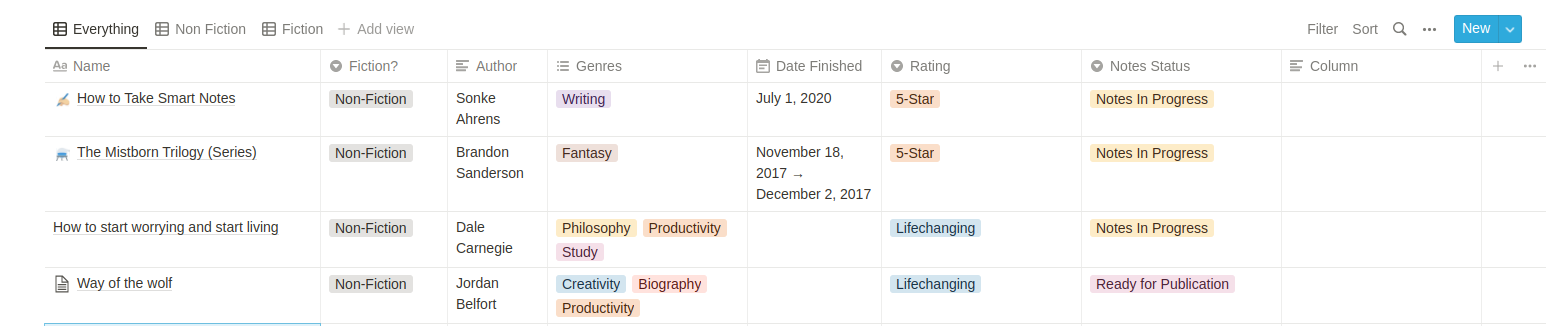 Everything Non Fiction Fiction Add view Filter Sort New
Aa Name Fiction? Author Genres Date Finished Rating Notes Status Column
How to Take Smart Notes Non-Fiction Sonke Writing July 1, 2020 5-Star Notes In Progress
Ahrens
The Mistborn Trilogy (Series) Non-Fiction Brandon Fantasy November 18, 5-Star Notes In Progress
Sanderson 2017 →
December 2, 2017
How to start worrying and start living Non-Fiction Dale Philosophy Productivity Lifechanging Notes In Progress
Carnegie Study
Way of the wolf Non-Fiction Jordan Creativity Biography Lifechanging Ready for Publication
Belfort Productivity